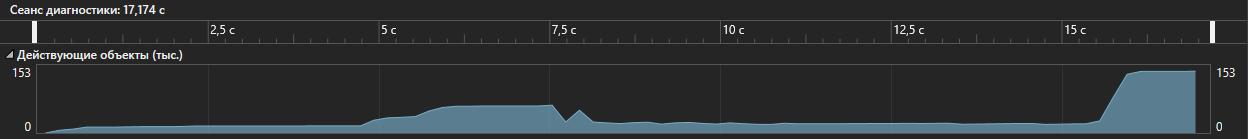 Сеанс диагностики: 17,174 с
2,5 с 5 с 7,5 с 10 с 12,5 с 15 с
Действующие объекты (тыс.)
153 153
0 0